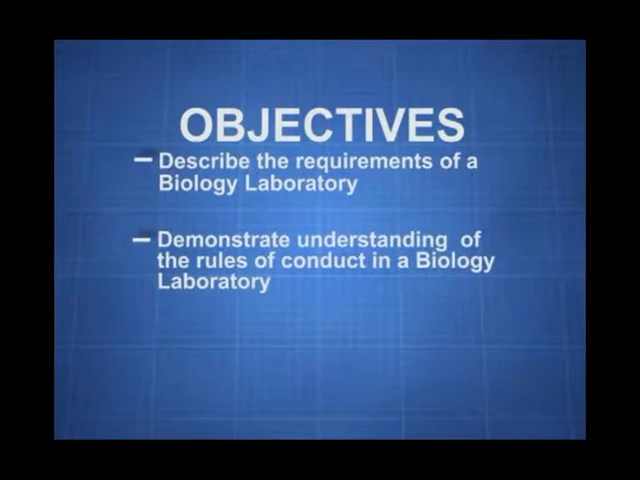 OBJECTIVES
– Describe the requirements of a
Biology Laboratory
– Demonstrate understanding of
the rules of conduct in a Biology
Laboratory